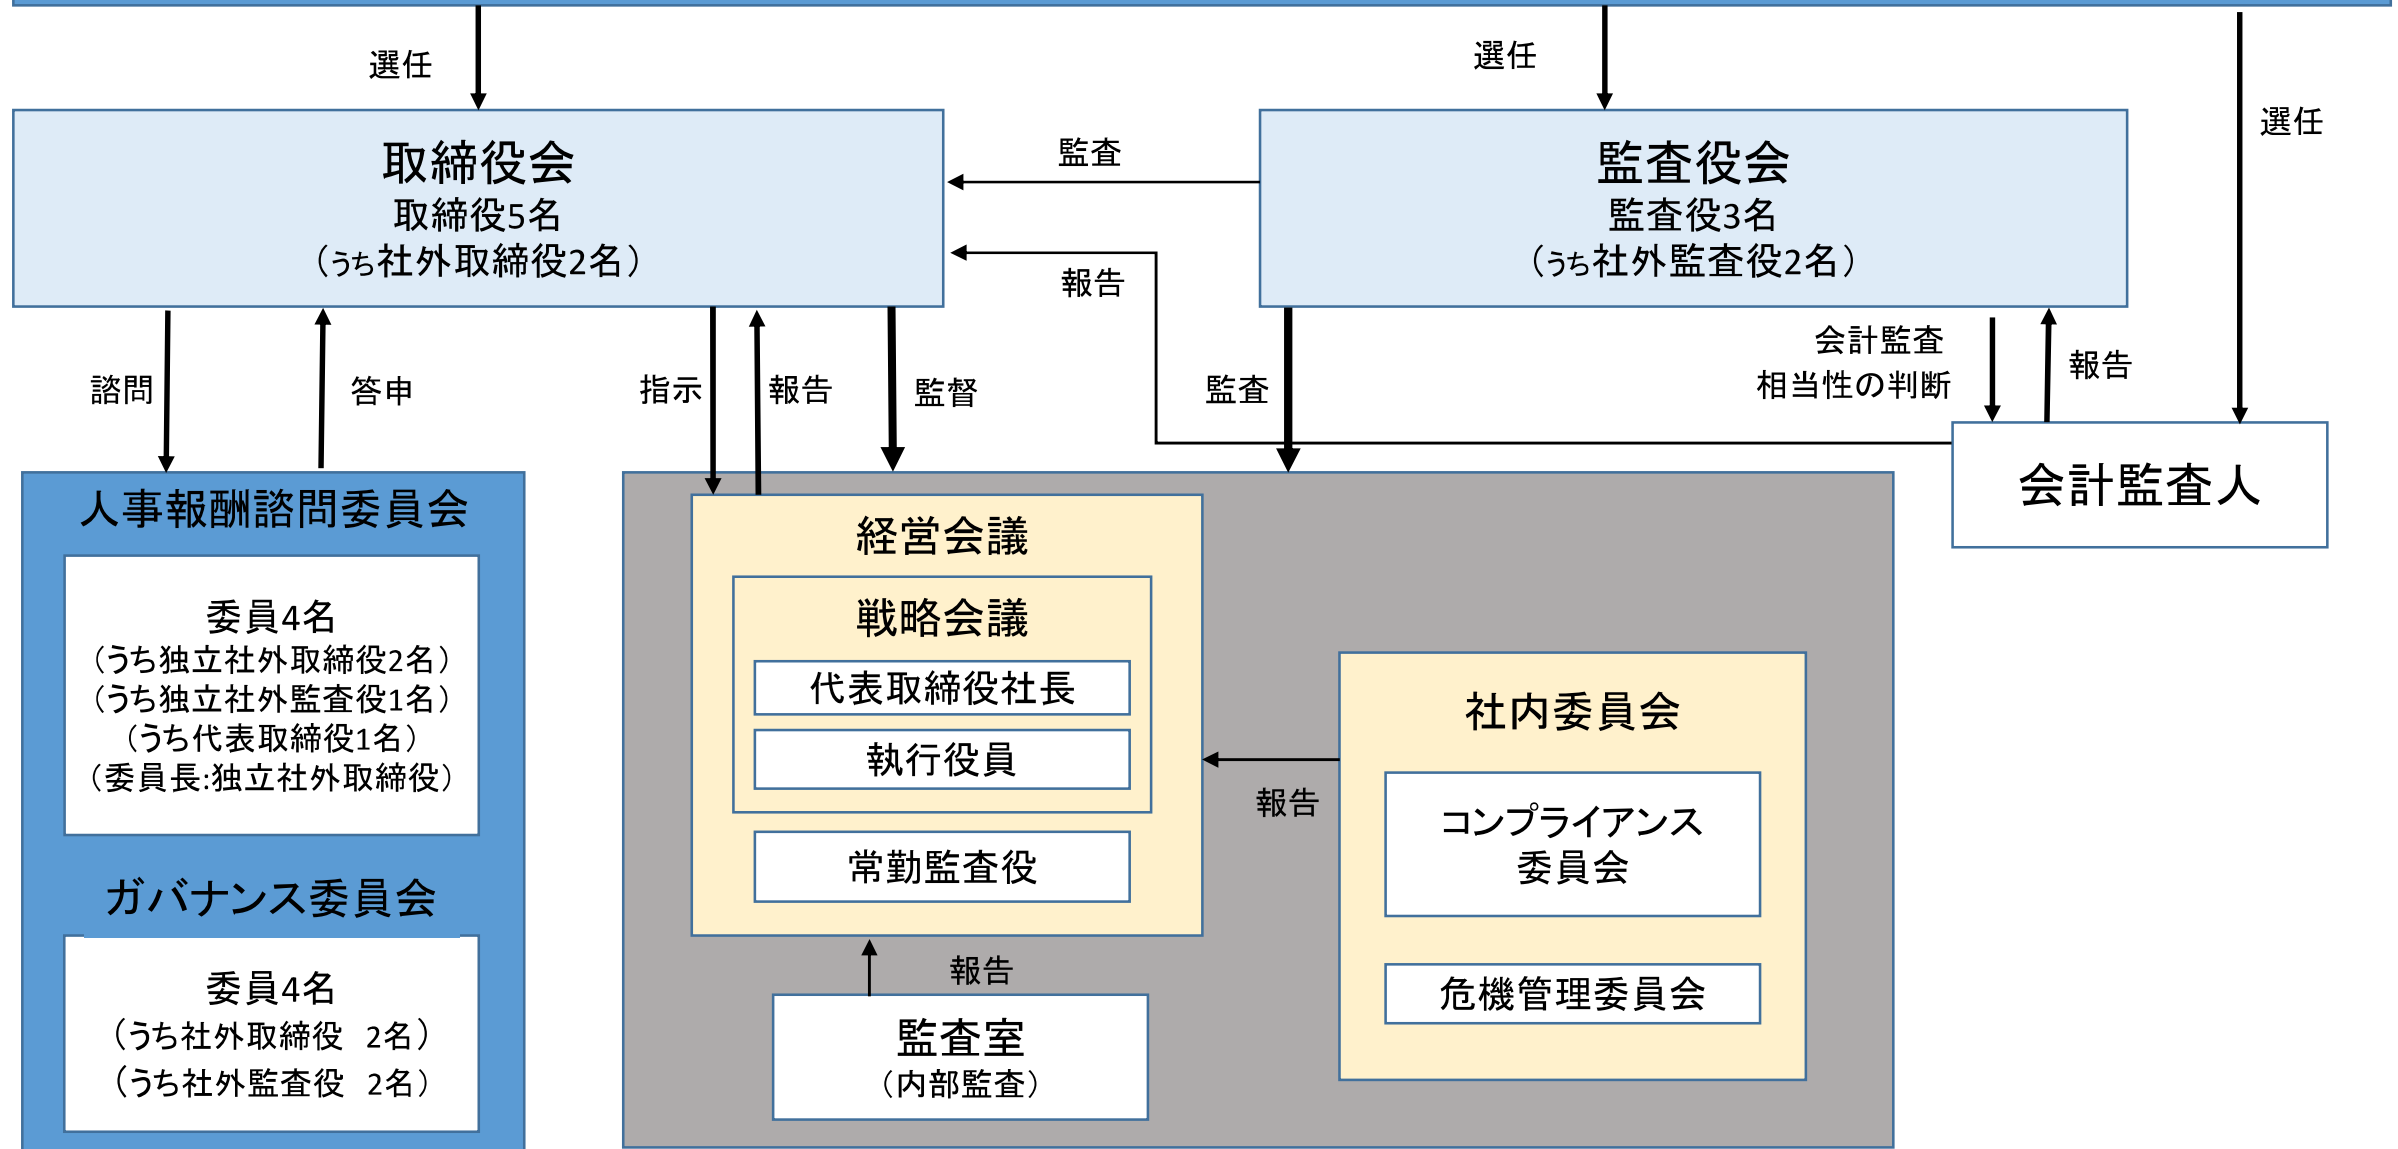 選任
選任
選任
取締役会
取締役5名
（うち社外取締役2名）
監査
報告
監査役会
監査役3名
（うち社外監査役2名）
諮問
答申
指示
報告
監督
監査
会計監査
相当性の判断
報告
会計監査人
人事報酬諮問委員会
委員4名
（うち独立社外取締役2名）
（うち独立社外監査役1名）
（うち代表取締役1名）
（委員長:独立社外取締役）
ガバナンス委員会
委員4名
（うち社外取締役　2名）
（うち社外監査役　2名）
経営会議
戦略会議
代表取締役社長
執行役員
常勤監査役
報告
監査室
（内部監査）
報告
社内委員会
コンプライアンス
委員会
危機管理委員会